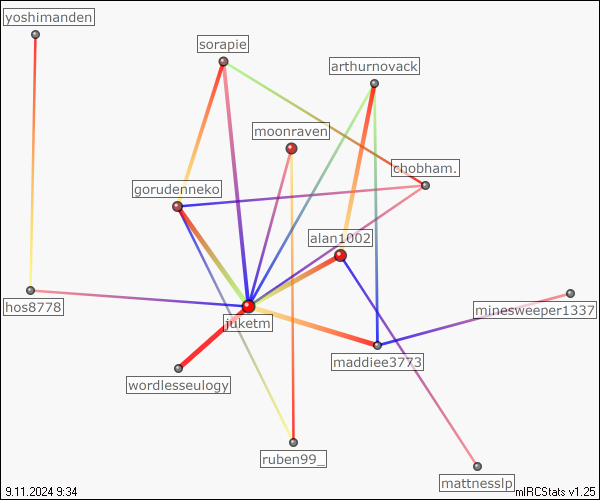 yoshimanden
sorapie
arthurnovack
moonraven
chobham.
gorudenneko
alan1002
hos8778
minesweeper1337
juketm
maddiee3773
wordlesseulogy
ruben99_
mattnesslp
9.11.2024 9:34
mIRCStats v1.25